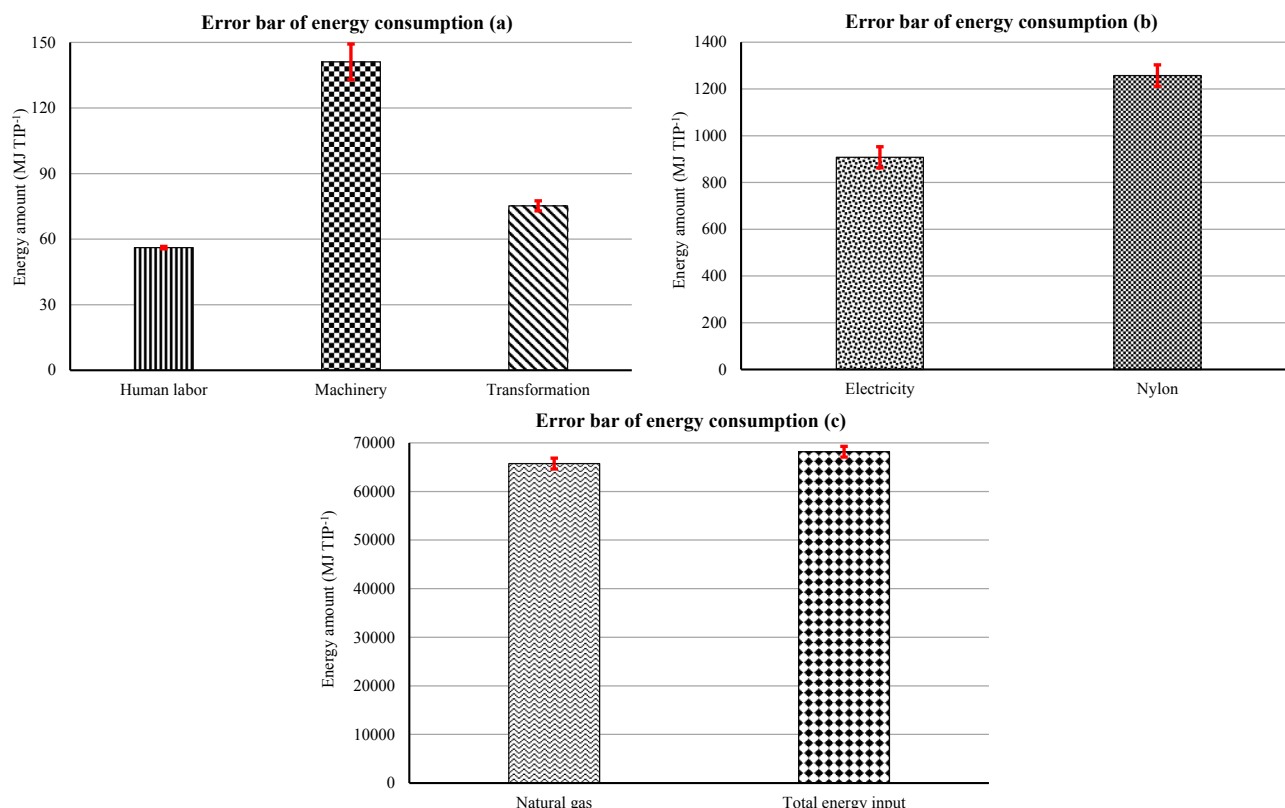 Error bar of energy consumption (a)
Energy amount (MJ TIP⁻¹)
150
120
90
60
30
0
Human labor Machinery Transformation
Error bar of energy consumption (b)
Energy amount (MJ TIP⁻¹)
1400
1200
1000
800
600
400
200
0
Electricity Nylon
Error bar of energy consumption (c)
Energy amount (MJ TIP⁻¹)
70000
60000
50000
40000
30000
20000
10000
0
Natural gas Total energy input